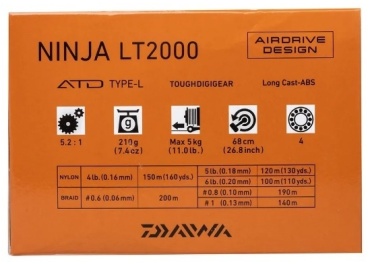 NINJA LT2000
AIRDRIVE
DESIGN
ATD TYPE-L
TOUGHDIGIGEAR
Long Cast-ABS
g
5.2 : 1
210g
(7.4oz)
Max 5kg
(11.0lb.)
68cm
(26.8inch)
4
NYLON 4lb.(0.16mm) 150m(160yds.) 5lb.(0.18mm) 120m(130yds.)
6lb.(0.20mm) 100m(110yds.)
BRAID #0.6(0.06mm) 200m #0.8(0.10mm) 190m
#1 (0.13mm) 140m
DAIWA